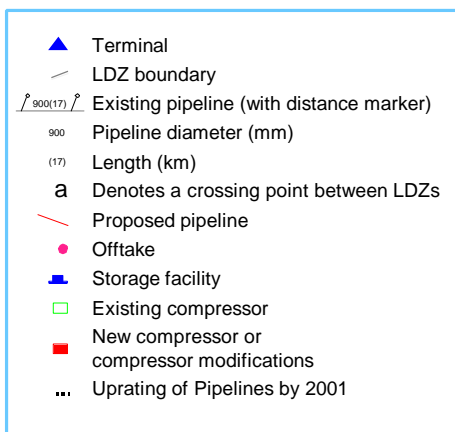 Terminal
LDZ boundary
900(17) Existing pipeline (with distance marker)
900 Pipeline diameter (mm)
(17) Length (km)
a Denotes a crossing point between LDZs
Proposed pipeline
Offtake
Storage facility
Existing compressor
New compressor or
compressor modifications
Uprating of Pipelines by 2001